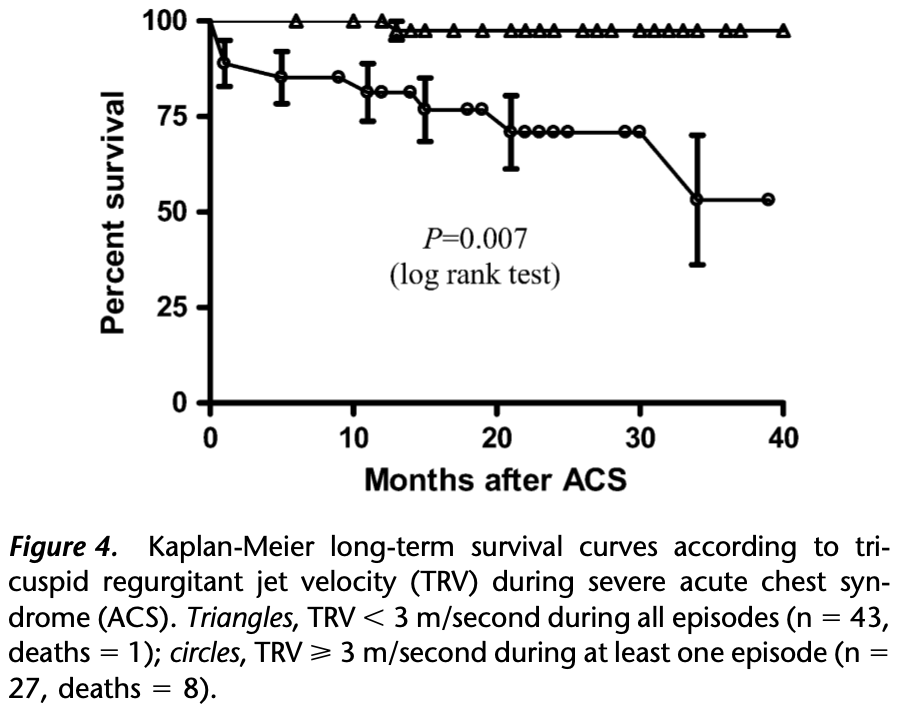 100
75
50
25
0
Percent survival
P=0.007
(log rank test)
0 10 20 30 40
Months after ACS
Figure 4. Kaplan-Meier long-term survival curves according to tri-
cuspid regurgitant jet velocity (TRV) during severe acute chest syn-
drome (ACS). Triangles, TRV < 3 m/second during all episodes (n = 43,
deaths = 1); circles, TRV ⩾ 3 m/second during at least one episode (n =
27, deaths = 8).